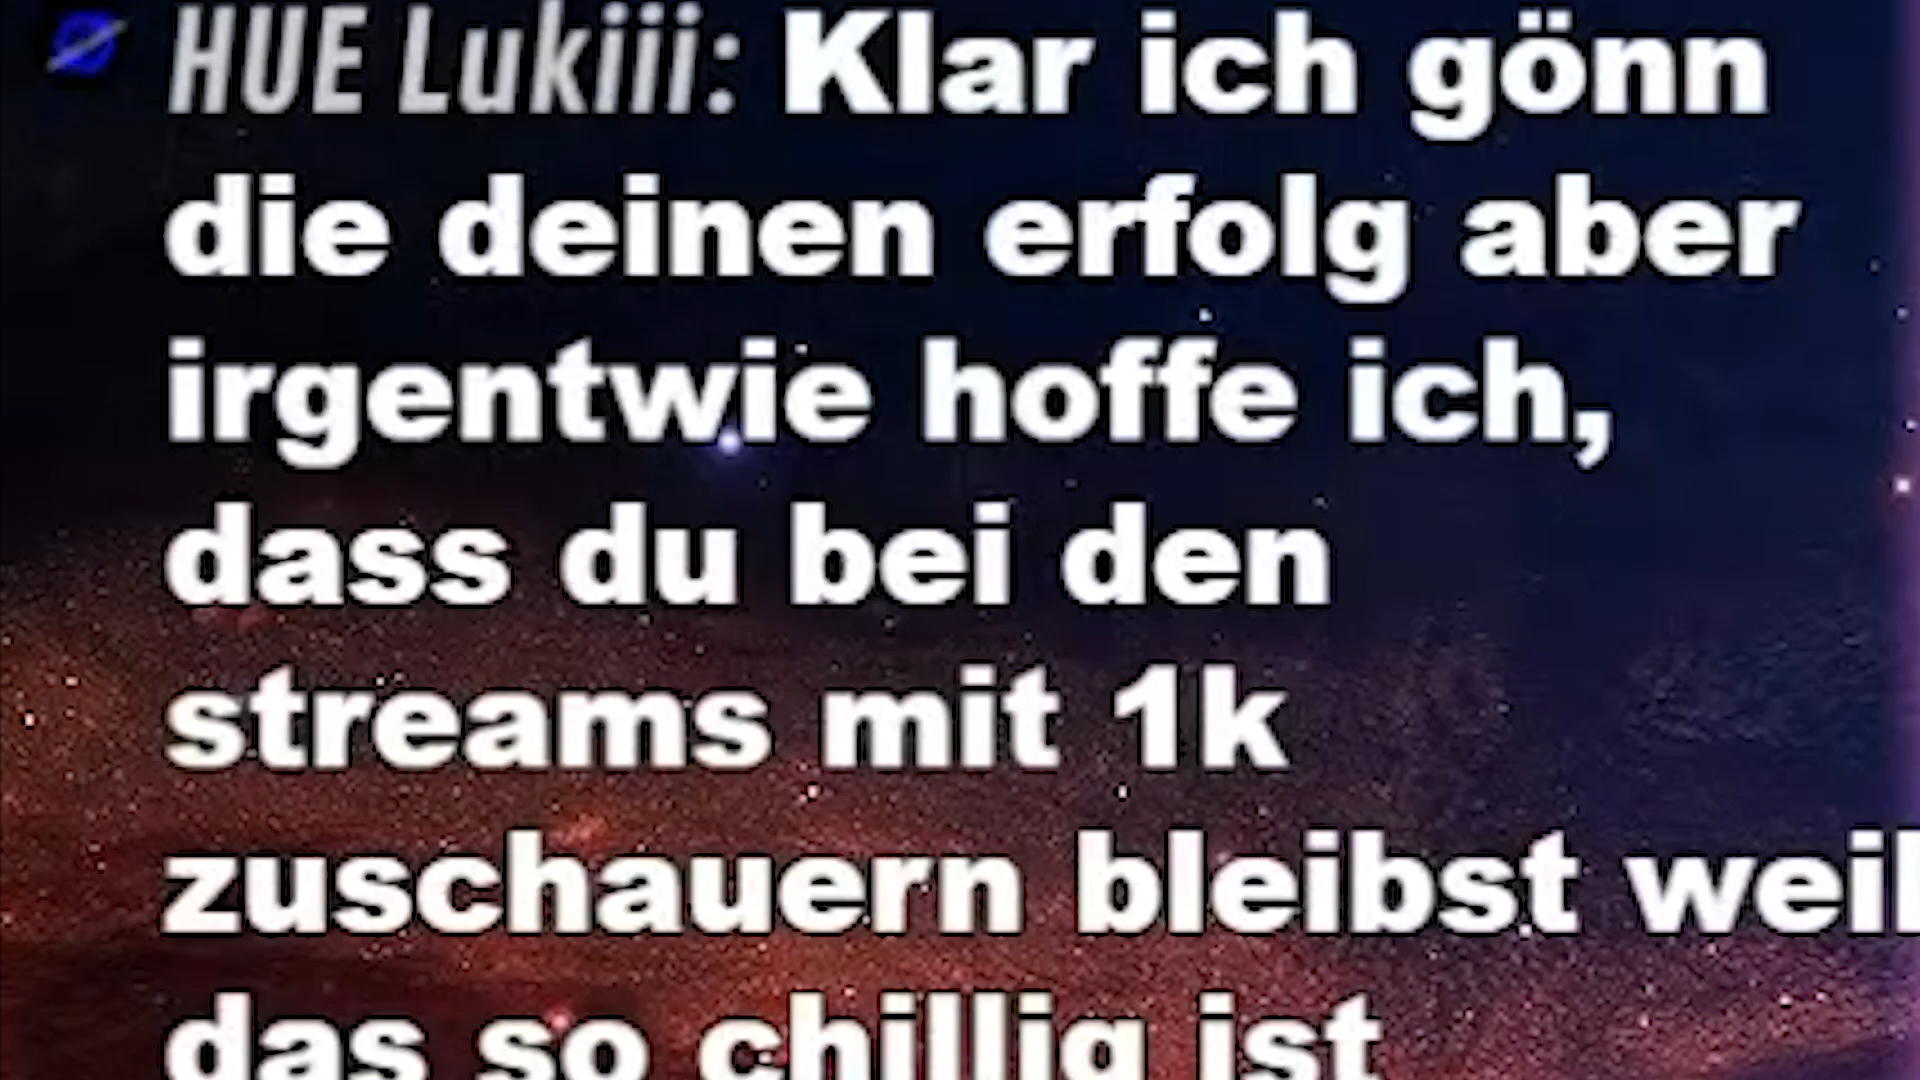 HUE Lukiii: Klar ich gönn
die deinen erfolg aber
irgentwie hoffe ich,
dass du bei den
streams mit 1k
zuschauern bleibst weil
das so chillig ist